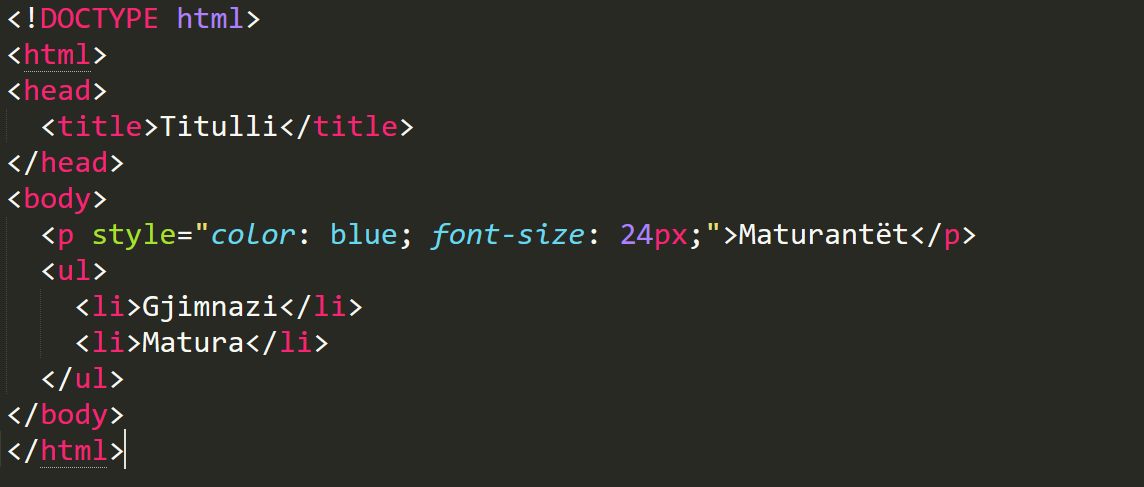 <!DOCTYPE html>
<html>
<head>
  <title>Titulli</title>
</head>
<body>
  <p style="color: blue; font-size: 24px;">Maturantët</p>
  <ul>
    <li>Gjimnazi</li>
    <li>Matura</li>
  </ul>
</body>
</html>